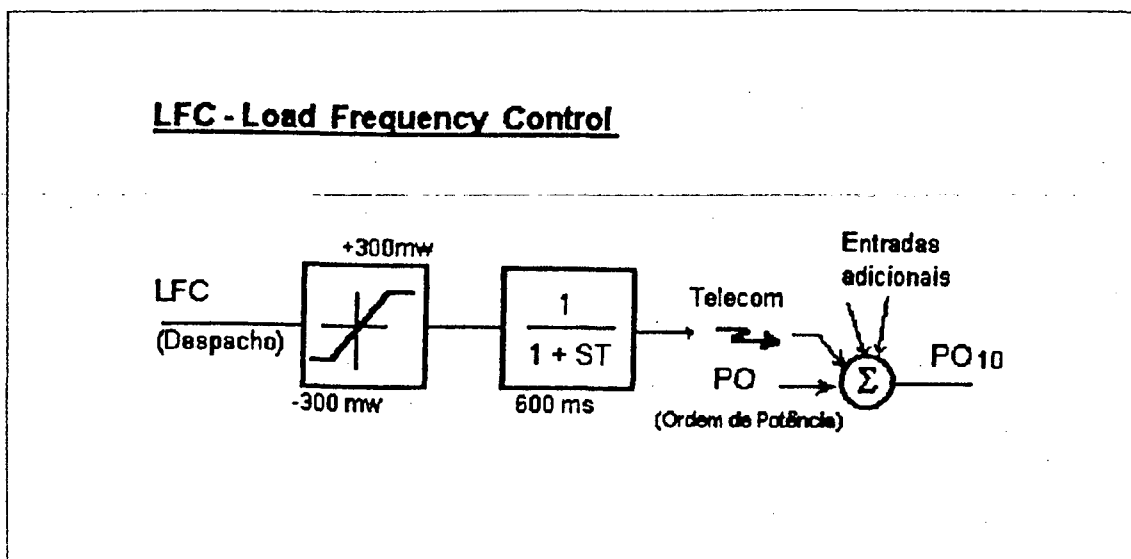 LFC - Load Frequency Control
+300mw
LFC
(Despacho)
-300 mw
1
1 + ST
600 ms
Telecom
PO
(Ordem de Potência)
Entradas
adicionais
Σ
PO10